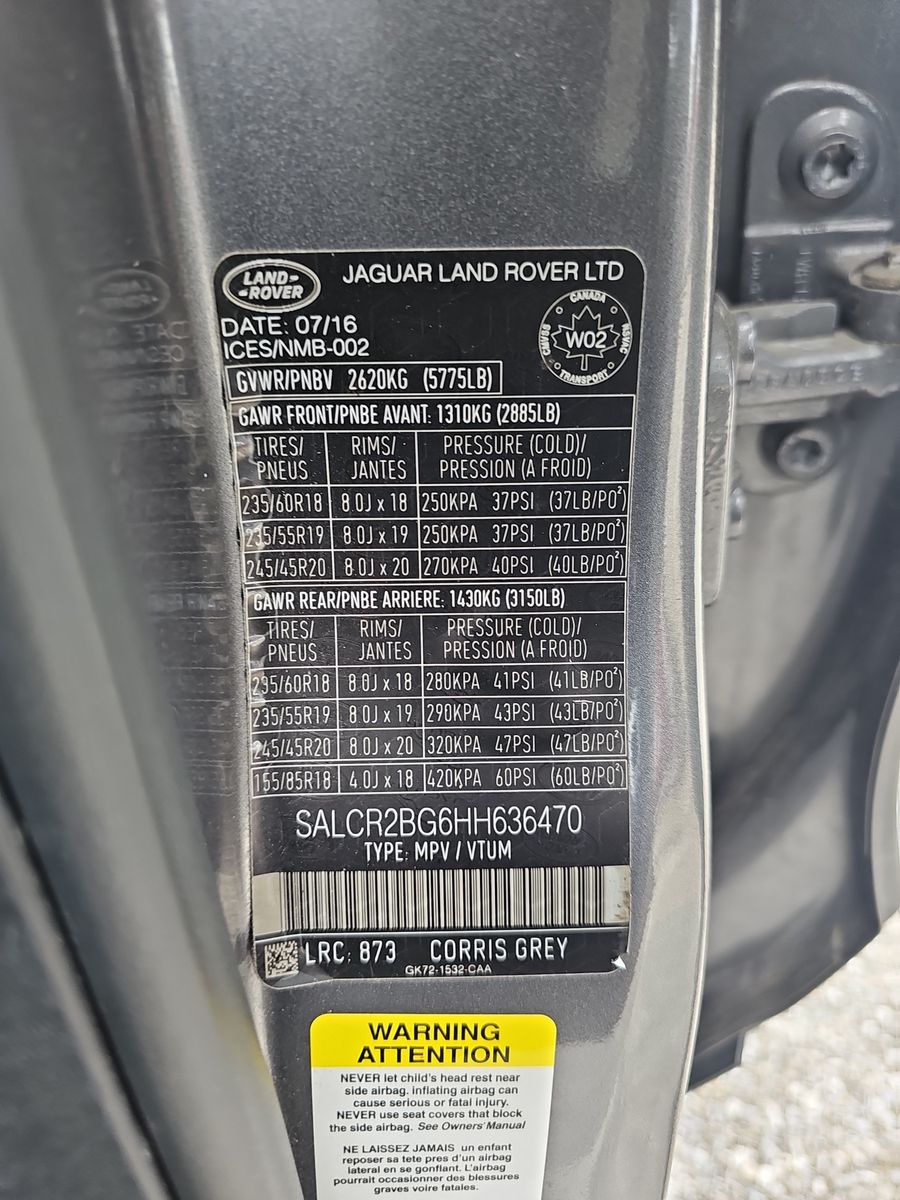 LAND-
-ROVER
JAGUAR LAND ROVER LTD
DATE: 07/16
ICES/NMB-002
CANADA
W02
TRANSPORT
CMVSS
NSVAC
GVWR/PNBV 2620KG (5775LB)
GAWR FRONT/PNBE AVANT: 1310KG (2885LB)
TIRES/ RIMS/ PRESSURE (COLD)/
PNEUS JANTES PRESSION (A FROID)
235/60R18 8.0J x 18 250KPA 37PSI (37LB/PO²)
235/55R19 8.0J x 19 250KPA 37PSI (37LB/PO²)
245/45R20 8.0J x 20 270KPA 40PSI (40LB/PO²)
GAWR REAR/PNBE ARRIERE: 1430KG (3150LB)
TIRES/ RIMS/ PRESSURE (COLD)/
PNEUS JANTES PRESSION (A FROID)
235/60R18 8.0J x 18 280KPA 41PSI (41LB/PO²)
235/55R19 8.0J x 19 290KPA 43PSI (43LB/PO²)
245/45R20 8.0J x 20 320KPA 47PSI (47LB/PO²)
155/85R18 4.0J x 18 420KPA 60PSI (60LB/PO²)
SALCR2BG6HH636470
TYPE: MPV / VTUM
LRC: 873 CORRIS GREY
GK72-1532-CAA
WARNING
ATTENTION
NEVER let child's head rest near
side airbag. inflating airbag can
cause serious or fatal injury.
NEVER use seat covers that block
the side airbag. See Owners' Manual
NE LAISSEZ JAMAIS un enfant
reposer sa tete pres d'un airbag
lateral en se gonflant. L'airbag
pourrait occasionner des blessures
graves voire fatales.